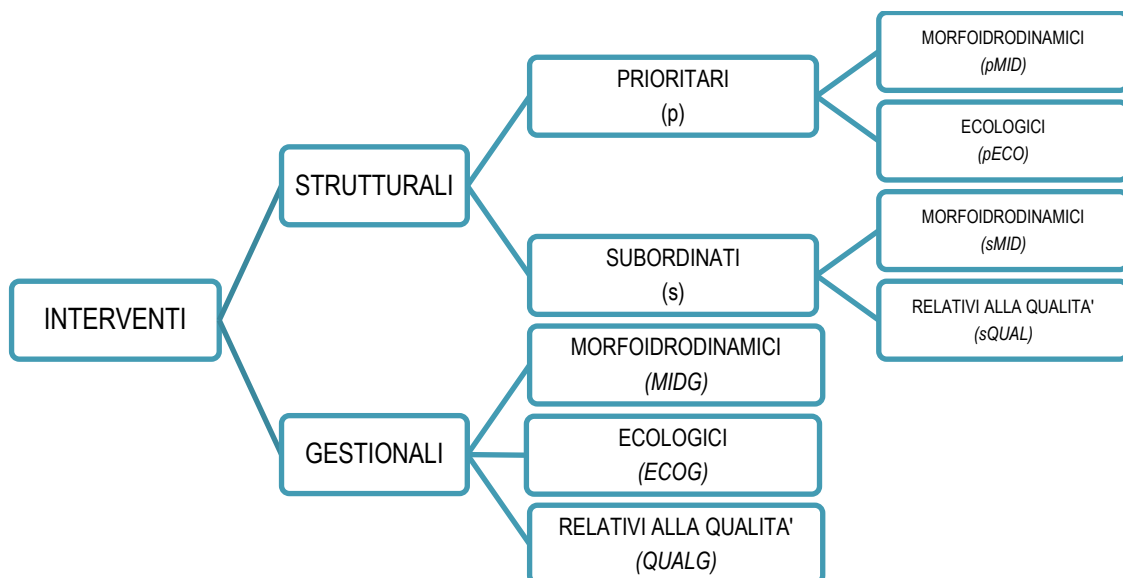 INTERVENTI
STRUTTURALI
PRIORITARI
(p)
MORFOIDRODINAMICI
(pMID)
ECOLOGICI
(pECO)
SUBORDINATI
(s)
MORFOIDRODINAMICI
(sMID)
RELATIVI ALLA QUALITA'
(sQUAL)
GESTIONALI
MORFOIDRODINAMICI
(MIDG)
ECOLOGICI
(ECOG)
RELATIVI ALLA QUALITA'
(QUALG)